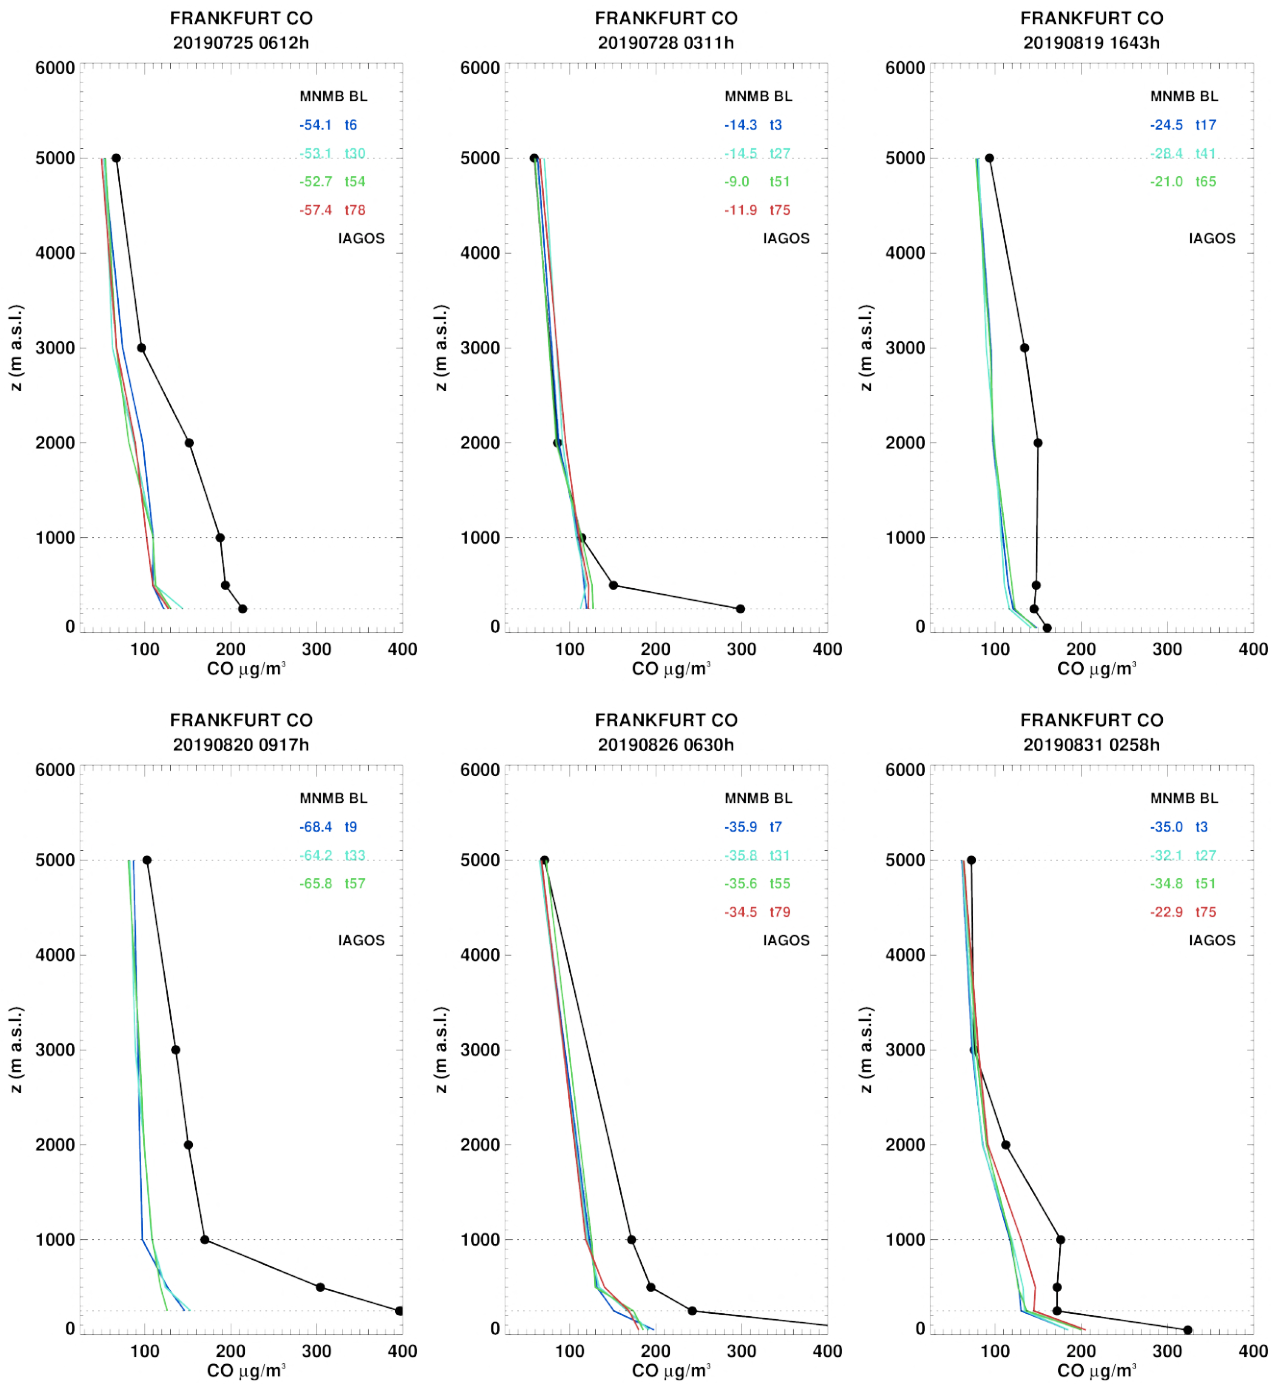 FRANKFURT CO
20190725 0612h
6000
5000
4000
3000
2000
1000
0
z (m a.s.l.)
MNMB BL
-54.1 t6
-53.1 t30
-52.7 t54
-57.4 t78
IAGOS
100 200 300 400
CO μg/m³
FRANKFURT CO
20190728 0311h
6000
5000
4000
3000
2000
1000
0
z (m a.s.l.)
MNMB BL
-14.3 t3
-14.5 t27
-9.0 t51
-11.9 t75
IAGOS
100 200 300 400
CO μg/m³
FRANKFURT CO
20190819 1643h
6000
5000
4000
3000
2000
1000
0
z (m a.s.l.)
MNMB BL
-24.5 t17
-28.4 t41
-21.0 t65
IAGOS
100 200 300 400
CO μg/m³
FRANKFURT CO
20190820 0917h
6000
5000
4000
3000
2000
1000
0
z (m a.s.l.)
MNMB BL
-68.4 t9
-64.2 t33
-65.8 t57
IAGOS
100 200 300 400
CO μg/m³
FRANKFURT CO
20190826 0630h
6000
5000
4000
3000
2000
1000
0
z (m a.s.l.)
MNMB BL
-35.9 t7
-35.8 t31
-35.6 t55
-34.5 t79
IAGOS
100 200 300 400
CO μg/m³
FRANKFURT CO
20190831 0258h
6000
5000
4000
3000
2000
1000
0
z (m a.s.l.)
MNMB BL
-35.0 t3
-32.1 t27
-34.8 t51
-22.9 t75
IAGOS
100 200 300 400
CO μg/m³